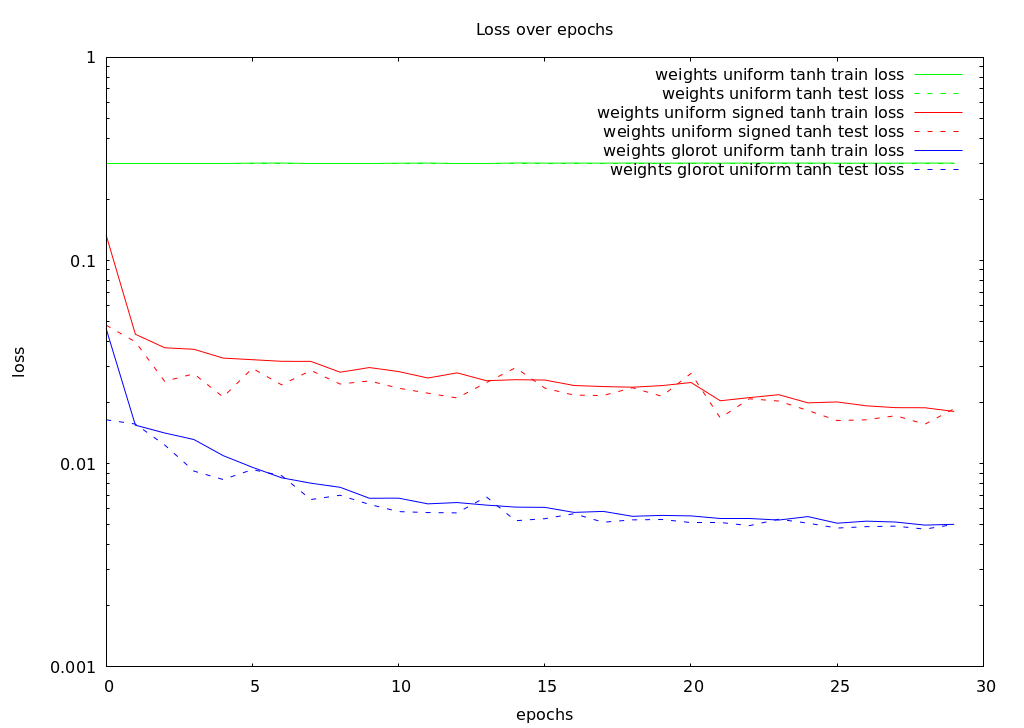 Loss over epochs
1
weights uniform tanh train loss
weights uniform tanh test loss
weights uniform signed tanh train loss
weights uniform signed tanh test loss
weights glorot uniform tanh train loss
weights glorot uniform tanh test loss
0.1
loss
0.01
0.001
0 5 10 15 20 25 30
epochs